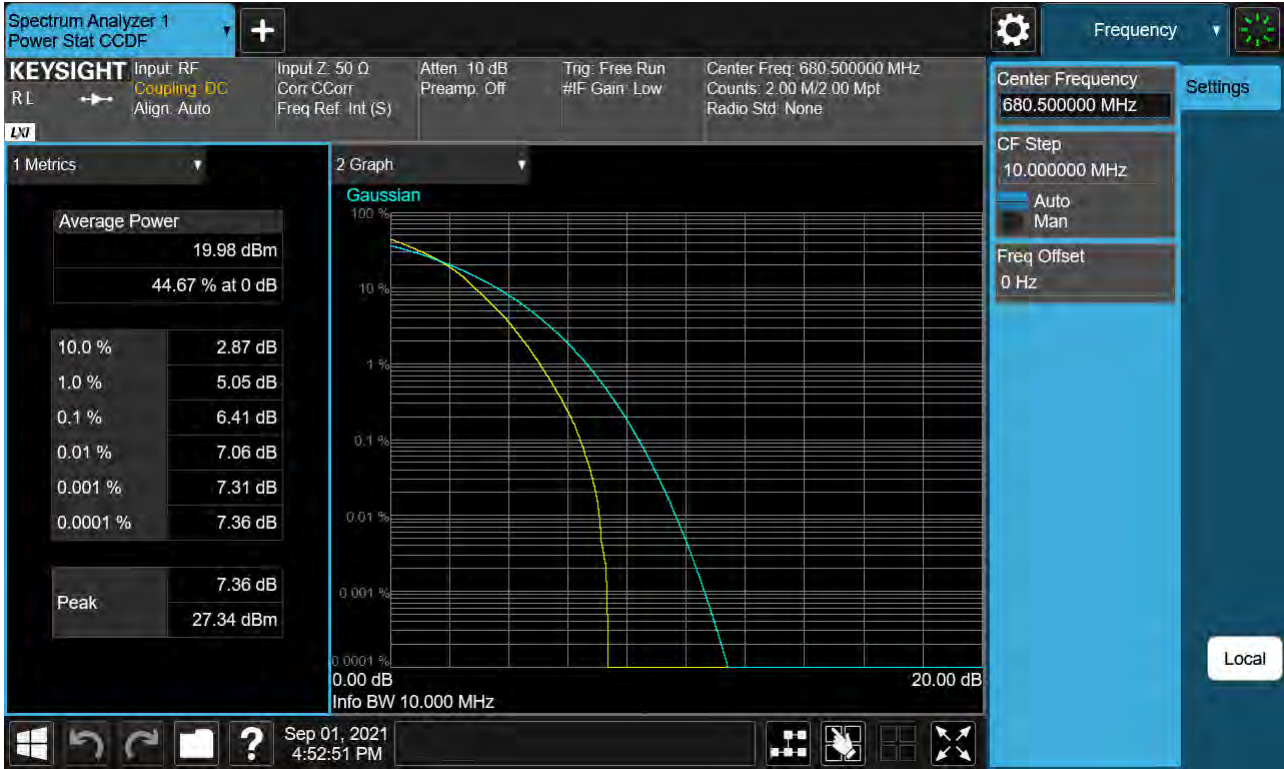 Spectrum Analyzer 1
Power Stat CCDF
Frequency
KEYSIGHT
R L
LXI
Input: RF
Coupling: DC
Align: Auto
Input Z: 50 Ω
Corr CCorr
Freq Ref: Int (S)
Atten: 10 dB
Preamp: Off
Trig: Free Run
#IF Gain: Low
Center Freq: 680.500000 MHz
Counts: 2.00 M/2.00 Mpt
Radio Std: None
Center Frequency
680.500000 MHz
Settings
CF Step
10.000000 MHz
Auto
Man
Freq Offset
0 Hz
1 Metrics
Average Power
19.98 dBm
44.67 % at 0 dB
10.0 % 2.87 dB
1.0 % 5.05 dB
0.1 % 6.41 dB
0.01 % 7.06 dB
0.001 % 7.31 dB
0.0001 % 7.36 dB
Peak
7.36 dB
27.34 dBm
2 Graph
Gaussian
100 %
10 %
1 %
0.1 %
0.01 %
0.001 %
0.0001 %
0.00 dB 20.00 dB
Info BW 10.000 MHz
Local
?
Sep 01, 2021
4:52:51 PM